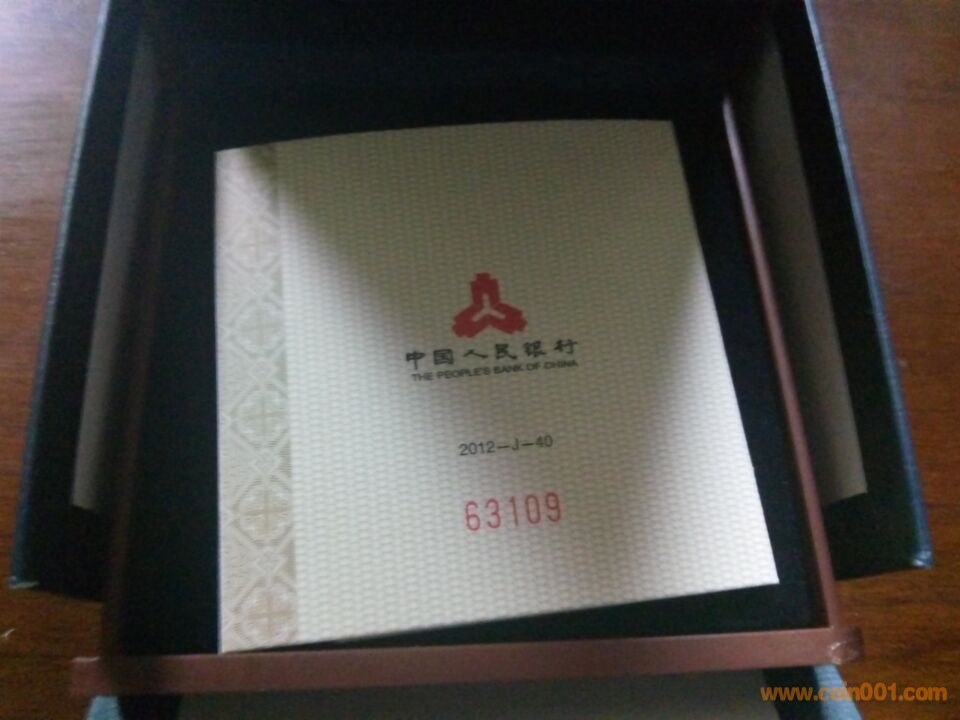 中国人民银行
THE PEOPLE'S BANK OF CHINA
2012-J-40
63109
www.coin001.com